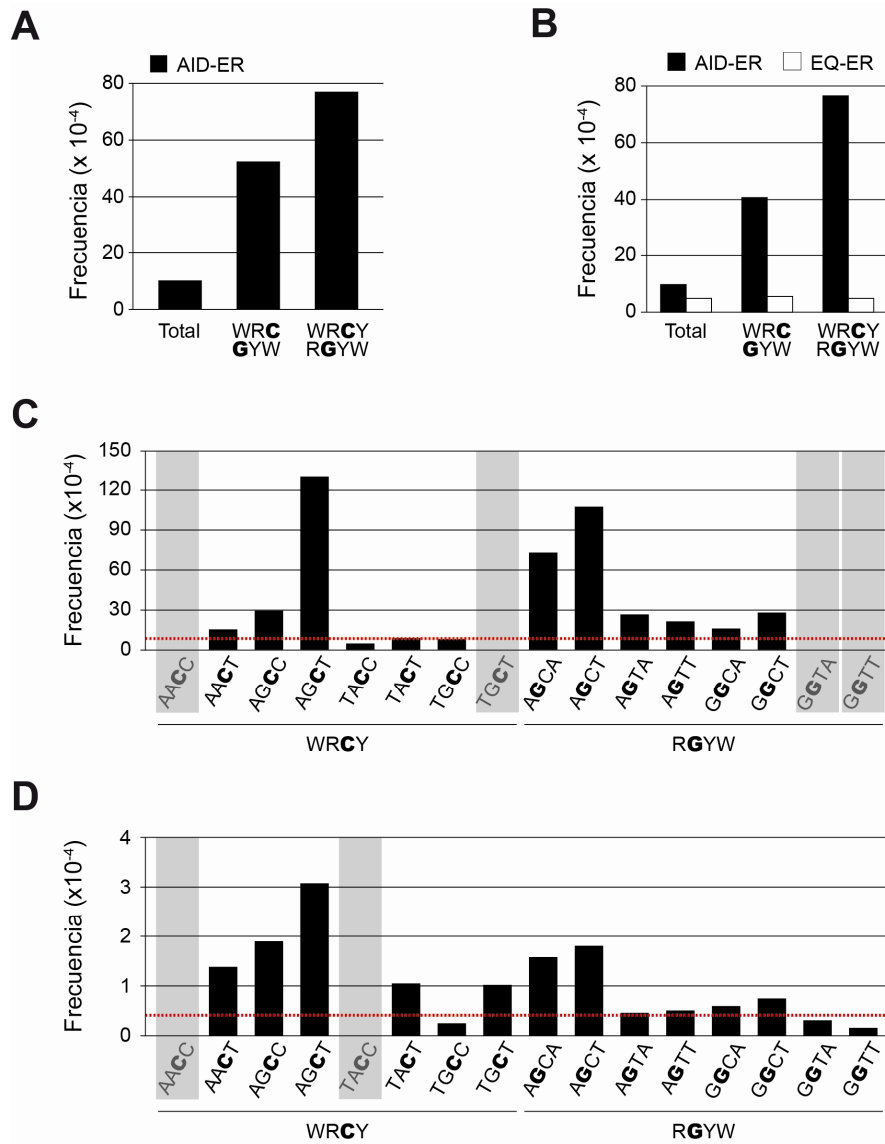 A
AID-ER
Frecuencia (x 10-4)
80
60
40
20
0
Total
WRC
GYW
WRCY
RGYW
B
AID-ER EQ-ER
Frecuencia (x 10-4)
80
60
40
20
0
Total
WRC
GYW
WRCY
RGYW
C
Frecuencia (x10-4)
150
120
90
60
30
0
AACC AACT AGCC AGCT TACC TACT TGCC TGCT AGCA AGCT AGTA AGTT GGCA GGCT GGTA GGTT
WRCY RGYW
D
Frecuencia (x10-4)
4
3
2
1
0
AACC AACT AGCC AGCT TACC TACT TGCC TGCT AGCA AGCT AGTA AGTT GGCA GGCT GGTA GGTT
WRCY RGYW